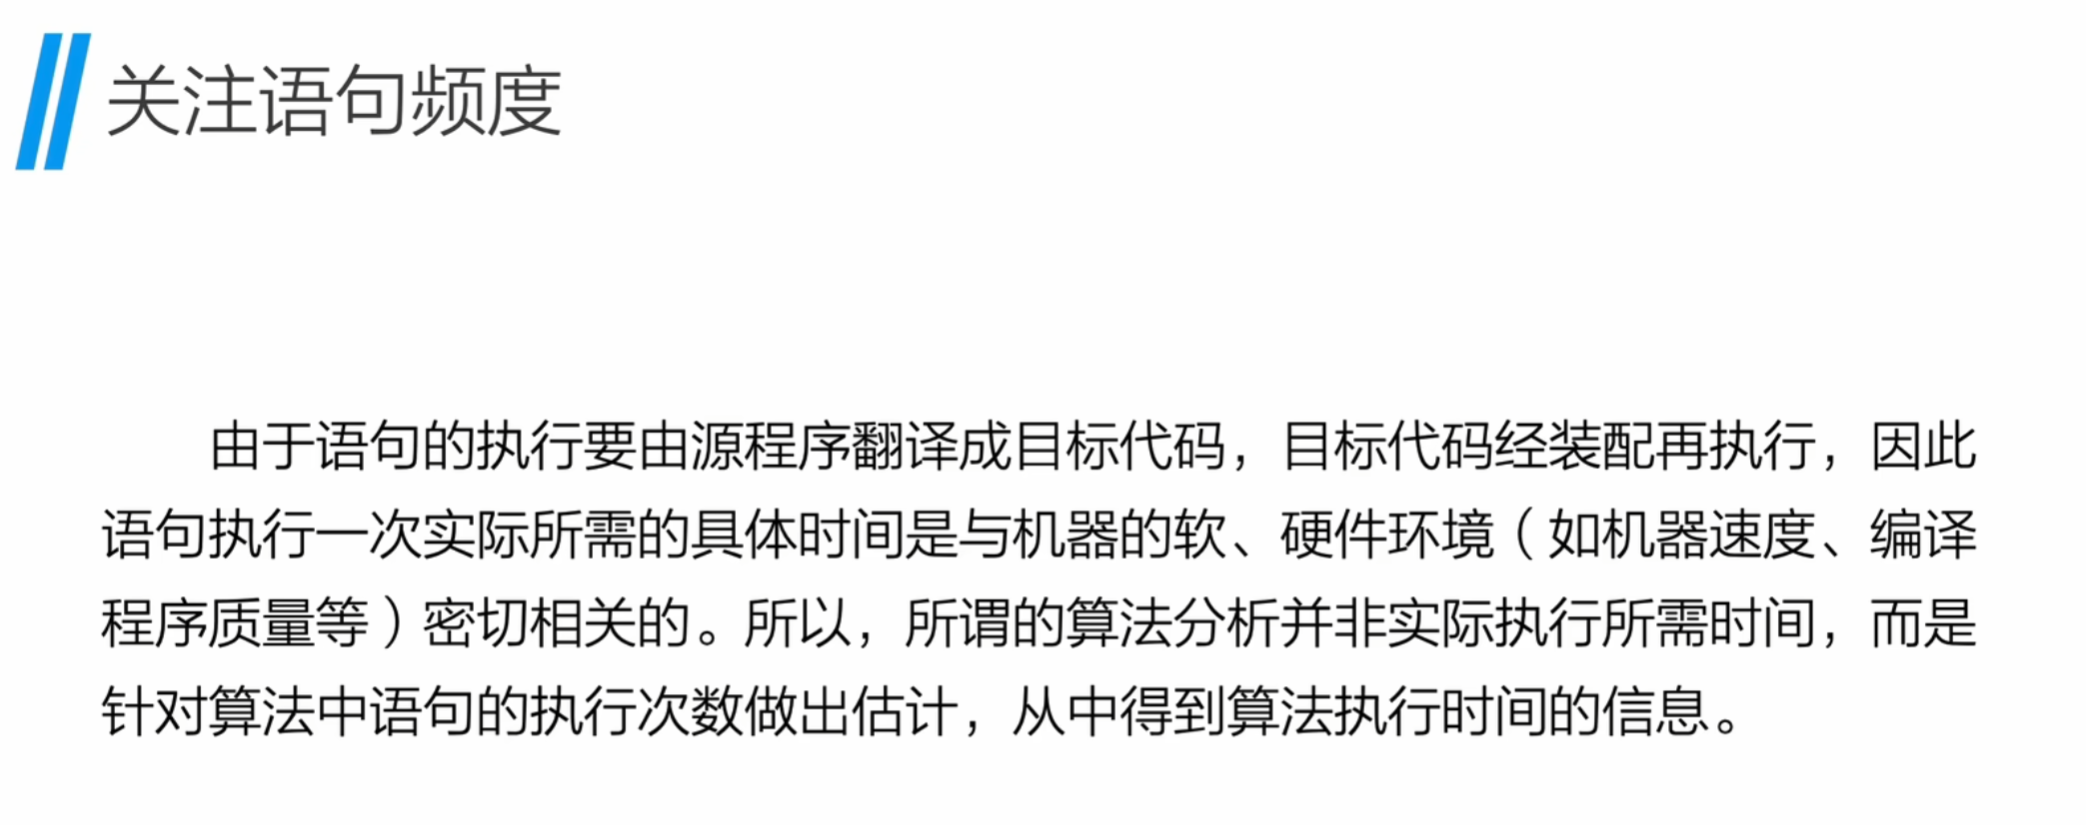 关注语句频度
由于语句的执行要由源程序翻译成目标代码，目标代码经装配再执行，因此
语句执行一次实际所需的具体时间是与机器的软、硬件环境（如机器速度、编译
程序质量等）密切相关的。所以，所谓的算法分析并非实际执行所需时间，而是
针对算法中语句的执行次数做出估计，从中得到算法执行时间的信息。